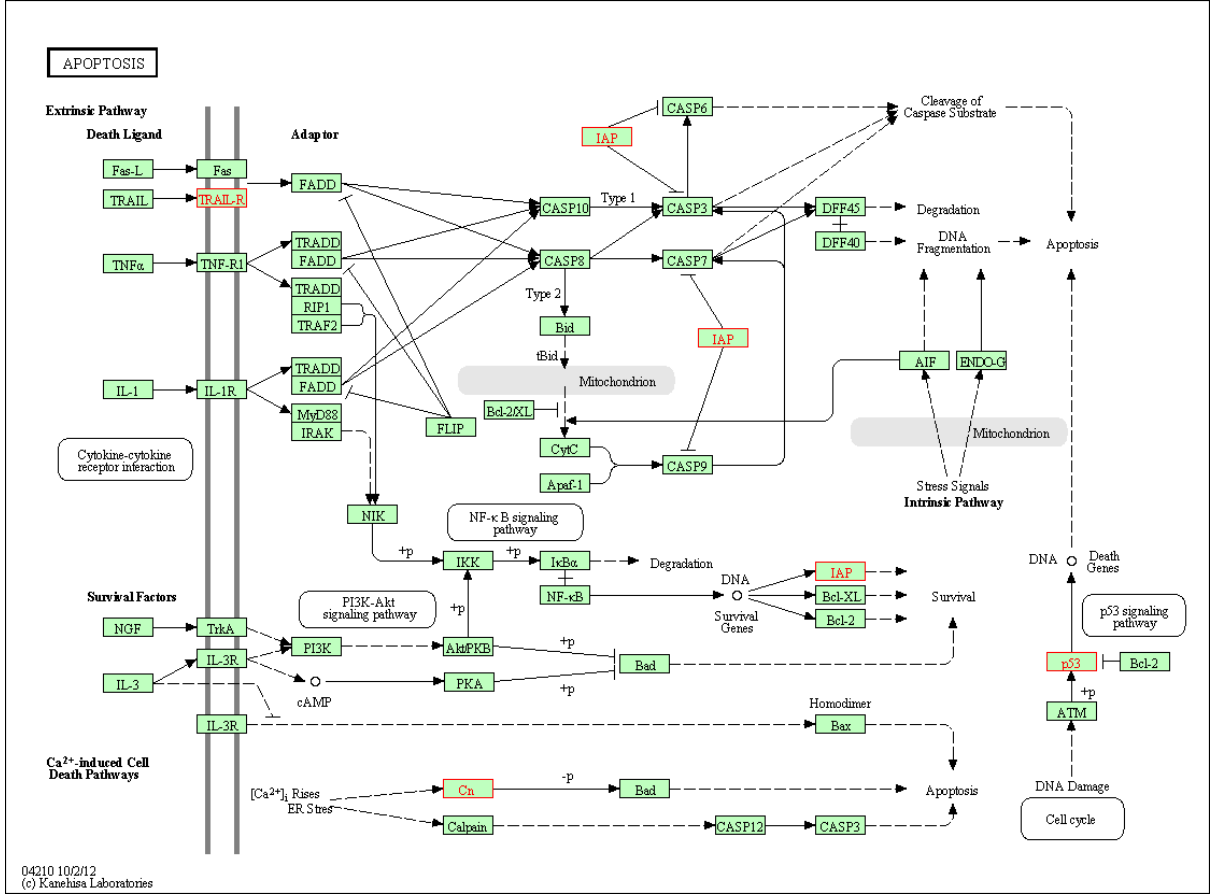 APOPTOSIS
Extrinsic Pathway
Death Ligand
Adaptor
Fas-L
Fas
TRAIL
TRAIL-R
FADD
CASP6
IAP
Cleavage of
Caspase Substrate
CASP10
Type 1
CASP3
DFF45
Degradation
TNFα
TNF-R1
TRADD
FADD
DFF40
DNA
Fragmentation
Apoptosis
CASP8
CASP7
TRADD
RIP1
TRAF2
Type 2
Bid
IAP
tBid
AIF
ENDO-G
IL-1
IL-1R
TRADD
FADD
Mitochondrion
MyD88
IRAK
FLIP
Bcl-2/XL
Mitochondrion
Cytokine-cytokine
receptor interaction
CytC
CASP9
Apaf-1
Stress Signals
Intrinsic Pathway
NIK
NF-κB signaling
pathway
+p
IKK
+p
IκBα
Degradation
DNA
IAP
DNA
Death
Genes
NF-κB
Survival
Genes
Bcl-XL
Bcl-2
Survival
Survival Factors
PI3K-Akt
signaling pathway
+p
p53 signaling
pathway
NGF
TrkA
PI3K
Akt/PKB
+p
Bad
IL-3R
IL-3
cAMP
PKA
+p
p53
Bcl-2
+p
ATM
IL-3R
Homodimer
Bax
Ca²⁺-induced Cell
Death Pathways
[Ca²⁺]i Rises
ER Stres
Cn
-p
Bad
Apoptosis
DNA Damage
Calpain
CASP12
CASP3
Cell cycle
04210 10/2/12
(c) Kanehisa Laboratories